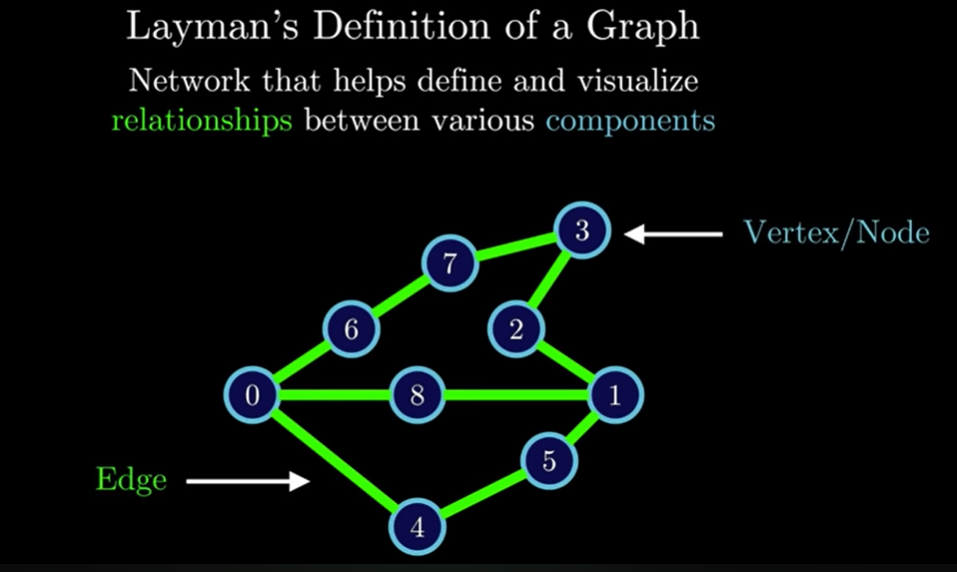 Layman's Definition of a Graph
Network that helps define and visualize
relationships between various components
3
Vertex/Node
7
6
2
0
8
1
5
Edge
4